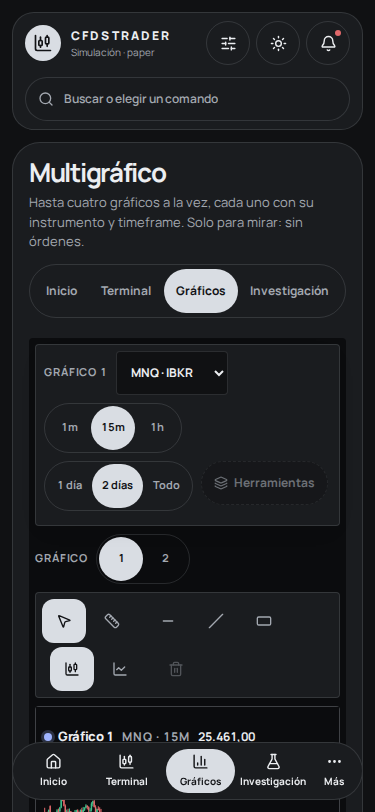 CFDSTRADER
Simulación · paper
Buscar o elegir un comando
Multigráfico
Hasta cuatro gráficos a la vez, cada uno con su
instrumento y timeframe. Solo para mirar: sin
órdenes.
Inicio Terminal Gráficos Investigación
GRÁFICO 1 MNQ · IBKR
1m 15m 1h
1 día 2 días Todo Herramientas
GRÁFICO 1 2
Gráfico 1 MNQ · 15M 25.461,00
Inicio Terminal Gráficos Investigación Más